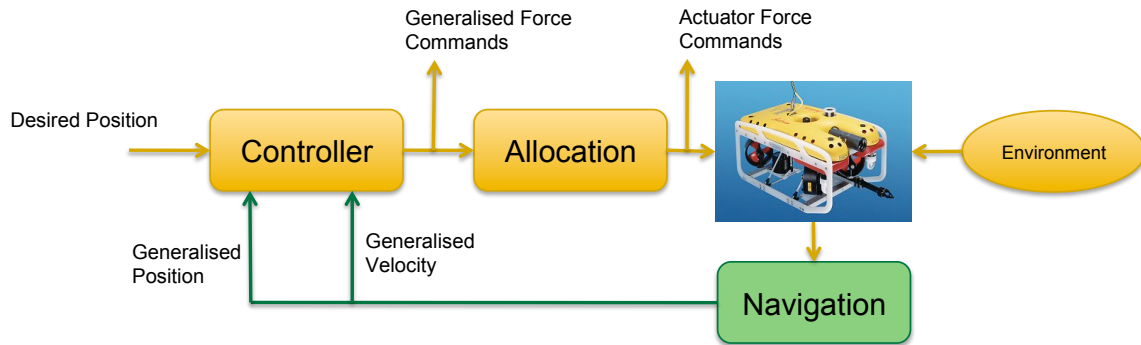 Generalised Force
Commands
Actuator Force
Commands
Desired Position
Controller
Allocation
Environment
Generalised
Position
Generalised
Velocity
Navigation